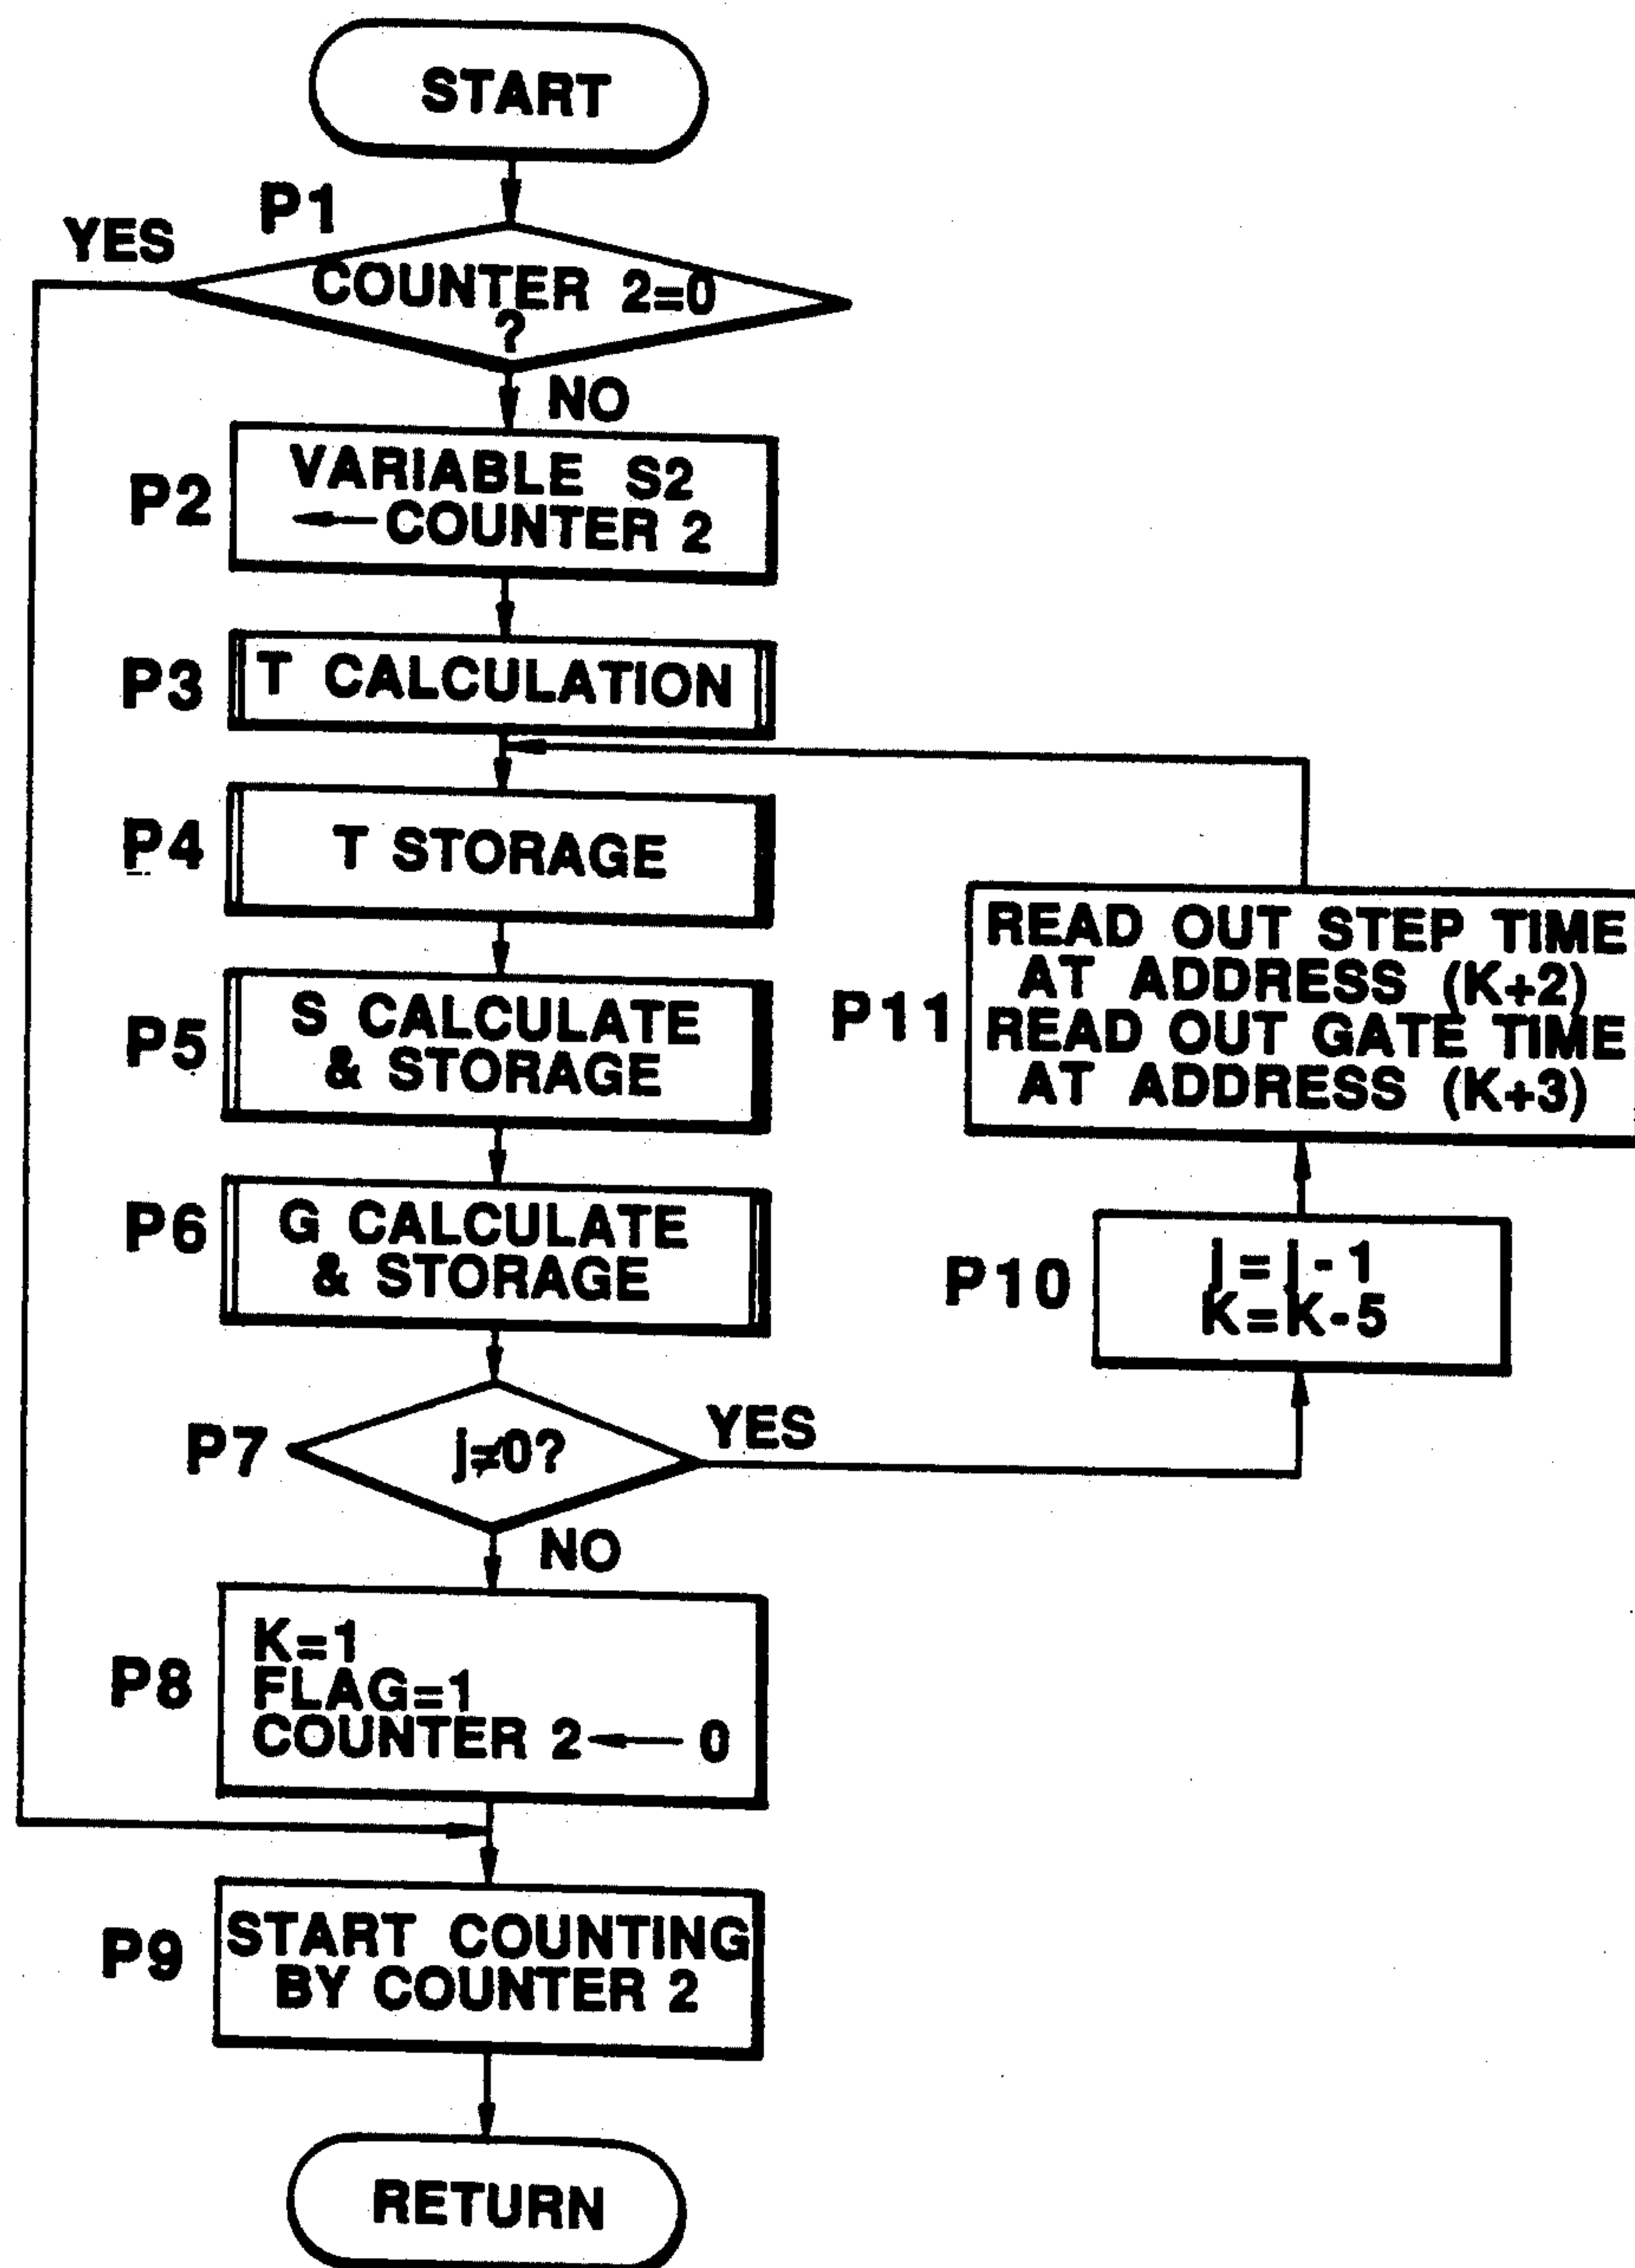 START
P1
YES
COUNTER 2=0
?
NO
P2
VARIABLE S2
←COUNTER 2
P3
T CALCULATION
P4
T STORAGE
P5
S CALCULATE
& STORAGE
P6
G CALCULATE
& STORAGE
P7
j≠0?
YES
NO
P8
K=1
FLAG=1
COUNTER 2← 0
P9
START COUNTING
BY COUNTER 2
RETURN
P10
j=j-1
K=K-5
P11
READ OUT STEP TIME
AT ADDRESS (K+2)
READ OUT GATE TIME
AT ADDRESS (K+3)